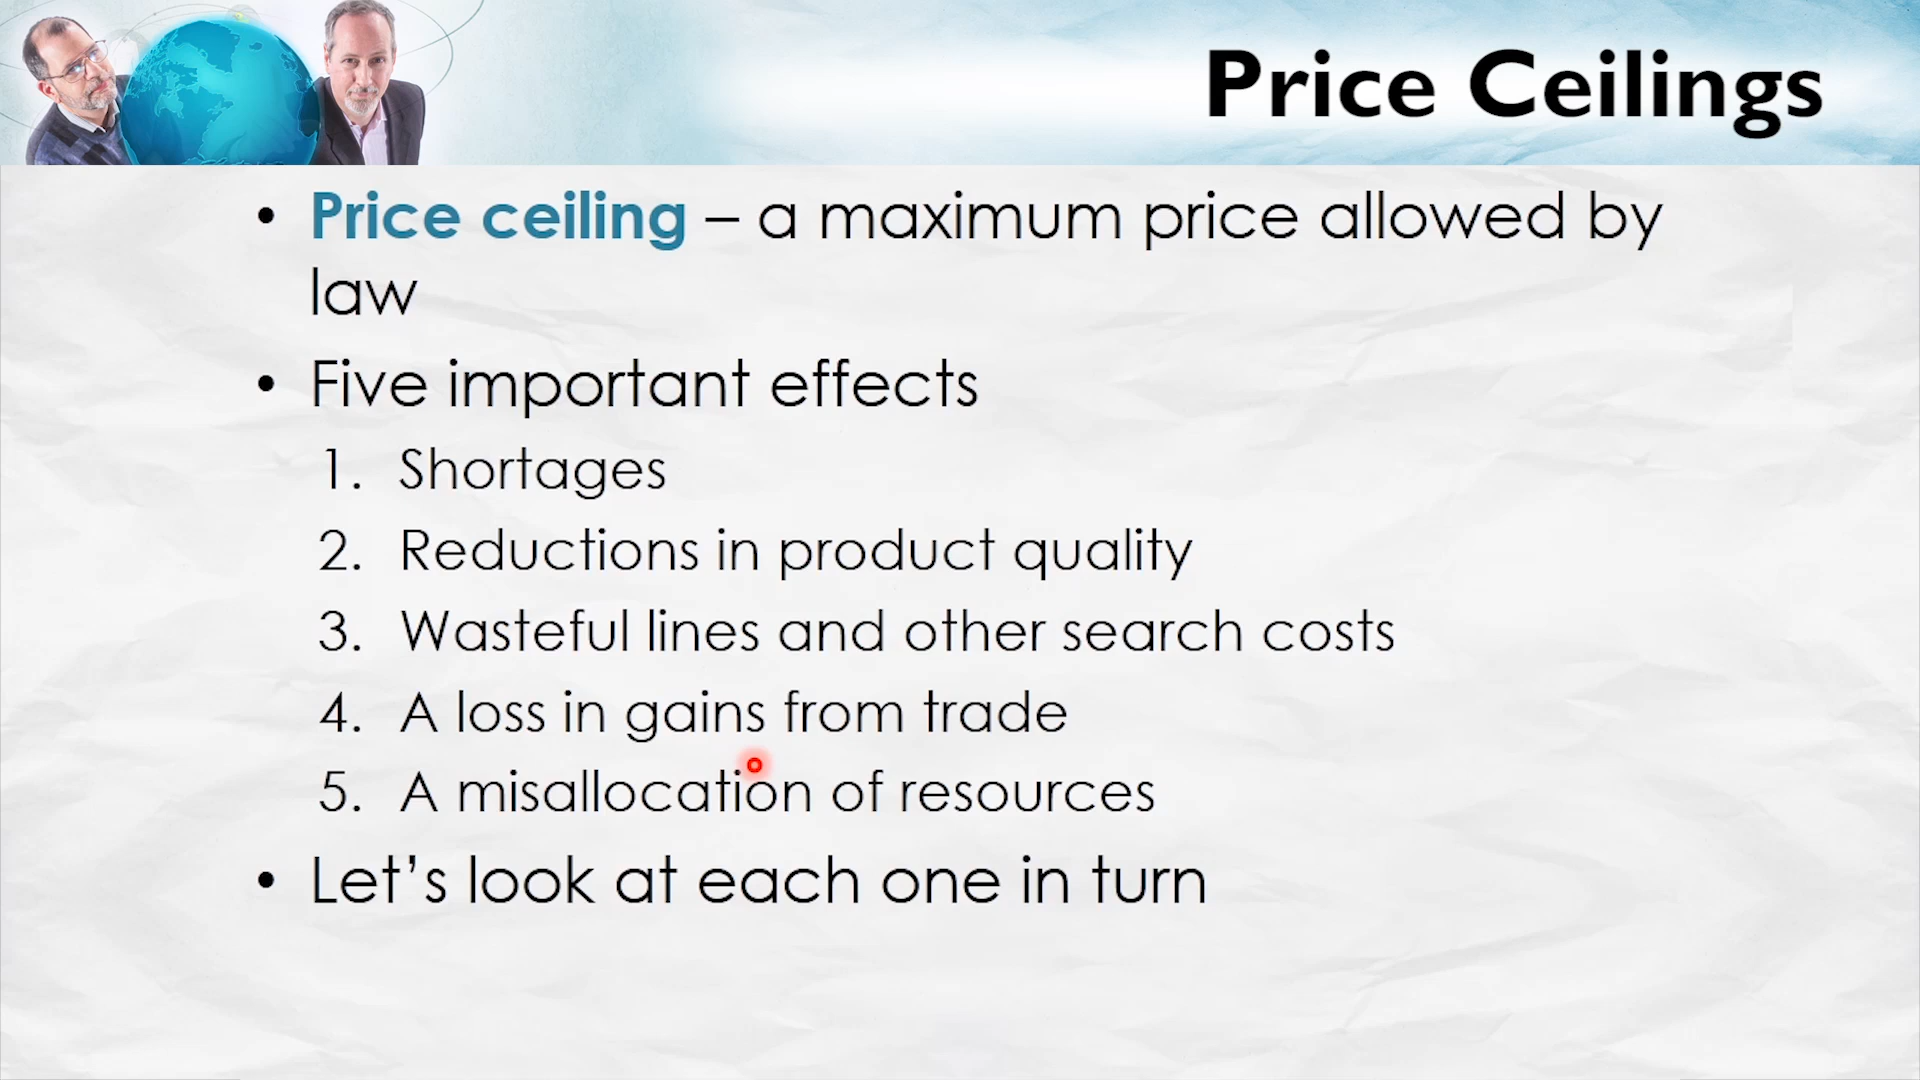 Price Ceilings
• Price ceiling – a maximum price allowed by
law
• Five important effects
1. Shortages
2. Reductions in product quality
3. Wasteful lines and other search costs
4. A loss in gains from trade
5. A misallocation of resources
• Let’s look at each one in turn